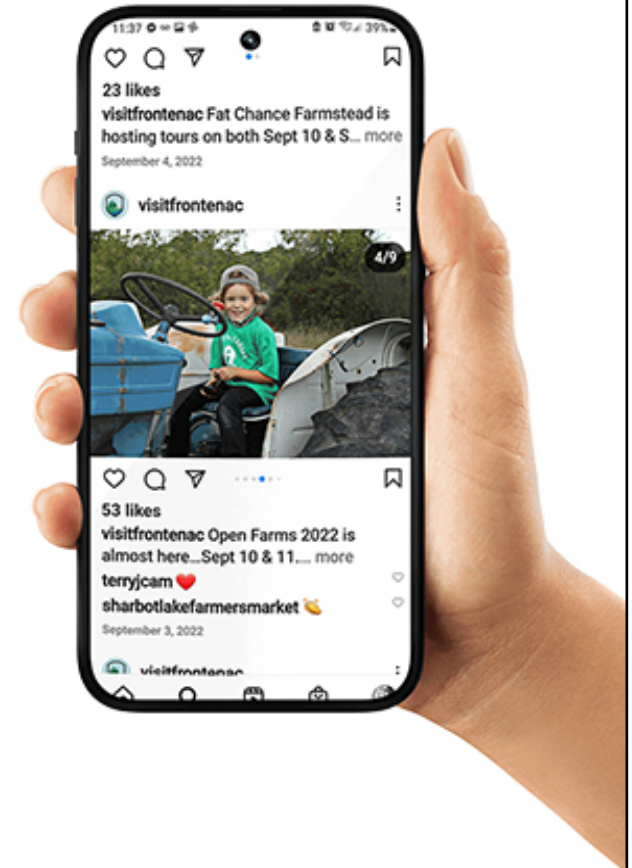 11:37 39%
23 likes
visitfrontenac Fat Chance Farmstead is
hosting tours on both Sept 10 & S... more
September 4, 2022
visitfrontenac
4/9
53 likes
visitfrontenac Open Farms 2022 is
almost here...Sept 10 & 11.... more
terryjcam ❤️
sharbotlakefarmersmarket 👏
September 3, 2022
visitfrontenac